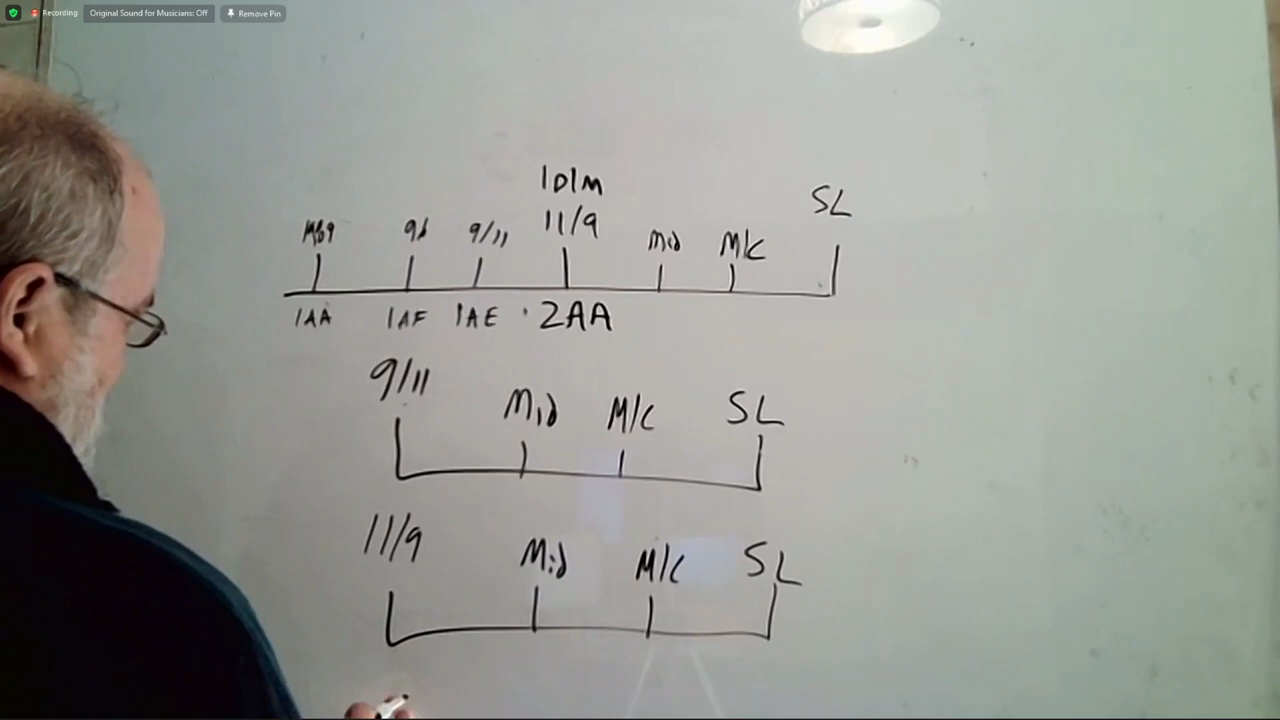 Recording Original Sound for Musicians: Off Remove Pin
1D1M
SL
9/11 11/9 Mid M/C
1AA 1AF 1AE 2AA
9/11 Mid M/C SL
11/9 Mid M/C SL